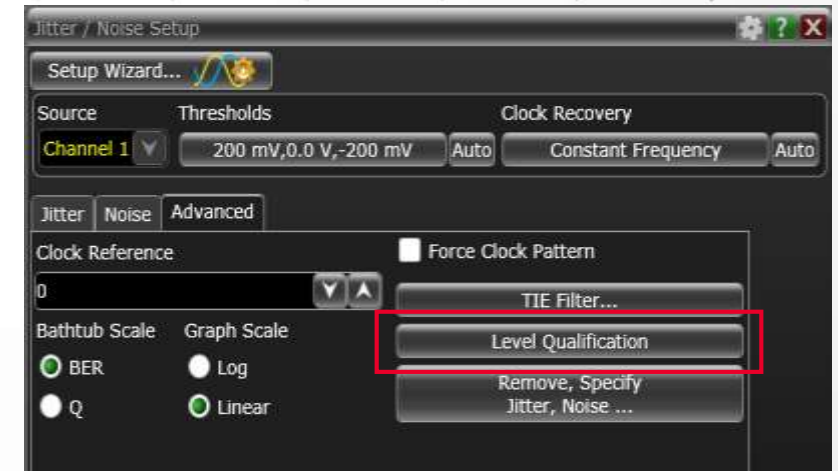 Jitter / Noise Setup
?
X
Setup Wizard...
Source Thresholds Clock Recovery
Channel 1 200 mV,0.0 V,-200 mV Auto Constant Frequency Auto
Jitter Noise Advanced
Clock Reference Force Clock Pattern
0
TIE Filter...
Bathtub Scale Graph Scale
Level Qualification
BER Log
Remove, Specify
Jitter, Noise ...
Q Linear